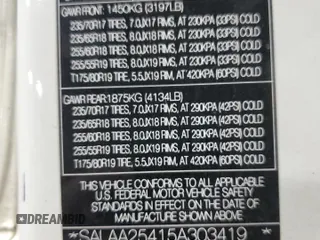 GAWR FRONT: 1450KG (3197LB)
235/70R17 TIRES, 7.0JX17 RIMS, AT 230KPA (33PSI) COLD
235/65R18 TIRES, 8.0JX18 RIMS, AT 230KPA (33PSI) COLD
255/60R18 TIRES, 8.0JX18 RIMS, AT 230KPA (33PSI) COLD
255/55R19 TIRES, 8.0JX19 RIMS, AT 230KPA (33PSI) COLD
T175/80R19 TIRE, 5.5JX19 RIM, AT 420KPA (60PSI) COLD
GAWR REAR:1875KG (4134LB)
235/70R17 TIRES, 7.0JX17 RIMS, AT 290KPA (42PSI) COLD
235/65R18 TIRES, 8.0JX18 RIMS, AT 290KPA (42PSI) COLD
255/60R18 TIRES, 8.0JX18 RIMS, AT 290KPA (42PSI) COLD
255/55R19 TIRES, 8.0JX19 RIMS, AT 290KPA (42PSI) COLD
T175/80R19 TIRE, 5.5JX19 RIM, AT 420KPA (60PSI) COLD
THIS VEHICLE CONFORMS TO ALL APPLICABLE
U.S. FEDERAL MOTOR VEHICLE SAFETY
STANDARDS IN EFFECT ON THE DATE OF
MANUFACTURE SHOWN ABOVE
*SALAA25415A303419
DREAMBID